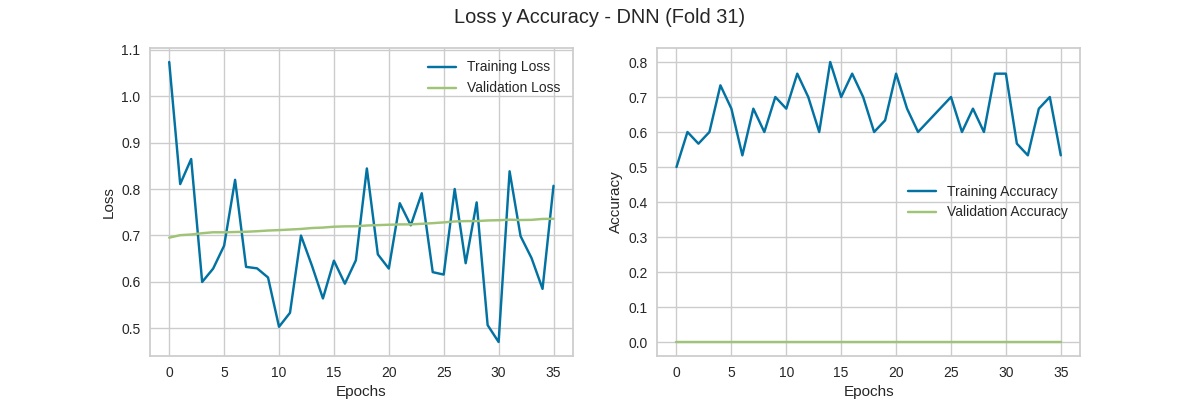 Loss y Accuracy - DNN (Fold 31)
1.1
1.0
0.9
0.8
0.7
0.6
0.5
Loss
0 5 10 15 20 25 30 35
Epochs
Training Loss
Validation Loss
0.8
0.7
0.6
0.5
0.4
0.3
0.2
0.1
0.0
Accuracy
0 5 10 15 20 25 30 35
Epochs
Training Accuracy
Validation Accuracy